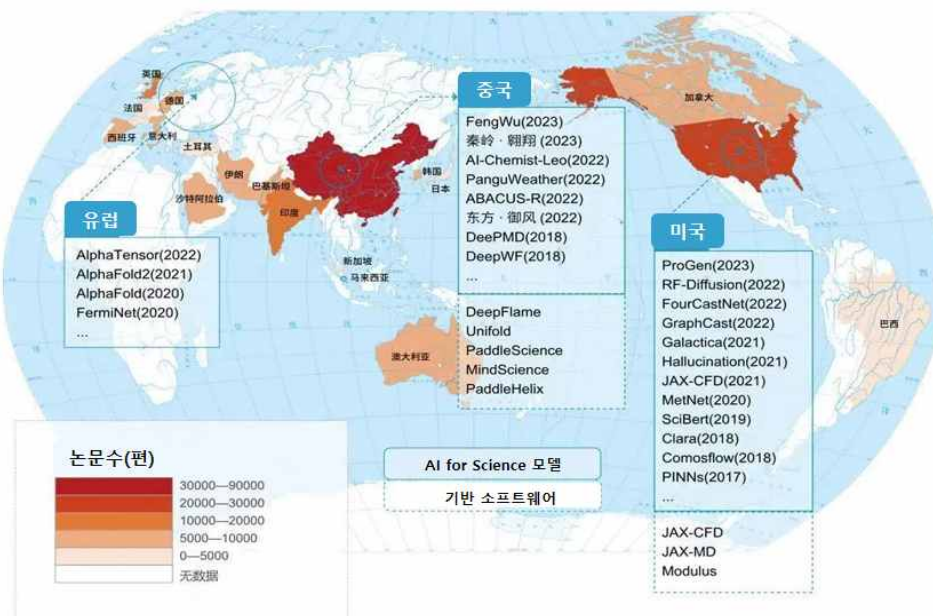 英国
德国
法国
西班牙
意大利
土耳其
伊朗
巴基斯坦
沙特阿拉伯
印度
韩国
日本
新加坡
马来西亚
澳大利亚
加拿大
巴西
大
유럽
AlphaTensor(2022)
AlphaFold2(2021)
AlphaFold(2020)
FermiNet(2020)
...
중국
FengWu(2023)
秦岭·翱翔 (2023)
AI-Chemist-Leo(2022)
PanguWeather(2022)
ABACUS-R(2022)
东方·御风 (2022)
DeePMD(2018)
DeepWF(2018)
...
DeepFlame
Unifold
PaddleScience
MindScience
PaddleHelix
미국
ProGen(2023)
RF-Diffusion(2022)
FourCastNet(2022)
GraphCast(2022)
Galactica(2021)
Hallucination(2021)
JAX-CFD(2021)
MetNet(2020)
SciBert(2019)
Clara(2018)
Comosflow(2018)
PINNs(2017)
...
JAX-CFD
JAX-MD
Modulus
논문수(편)
30000—90000
20000—30000
10000—20000
5000—10000
0—5000
无数据
AI for Science 모델
기반 소프트웨어